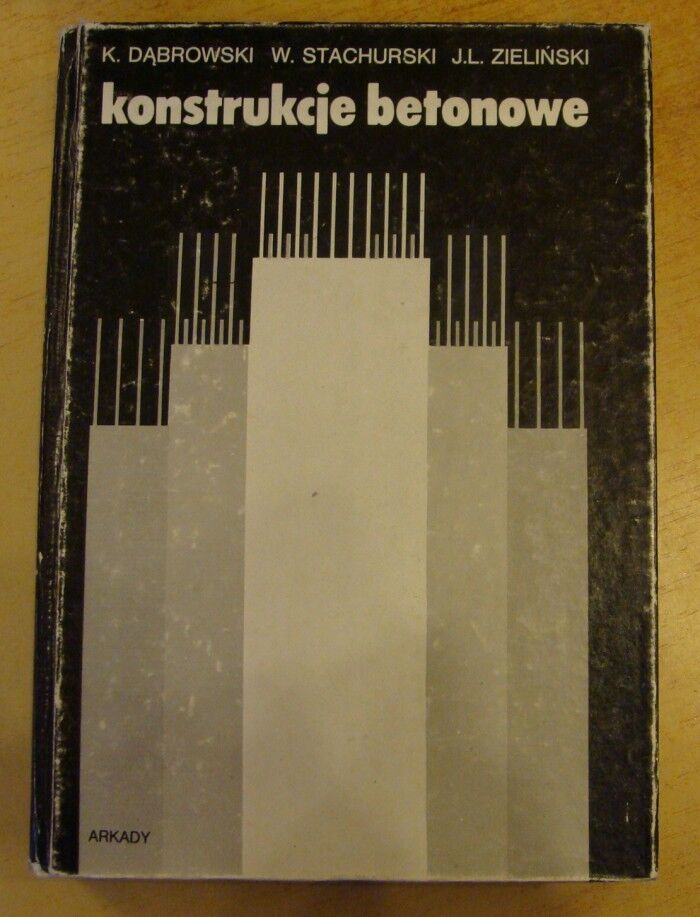 K. DĄBROWSKI W. STACHURSKI J.L. ZIELIŃSKI
konstrukcje betonowe
ARKADY